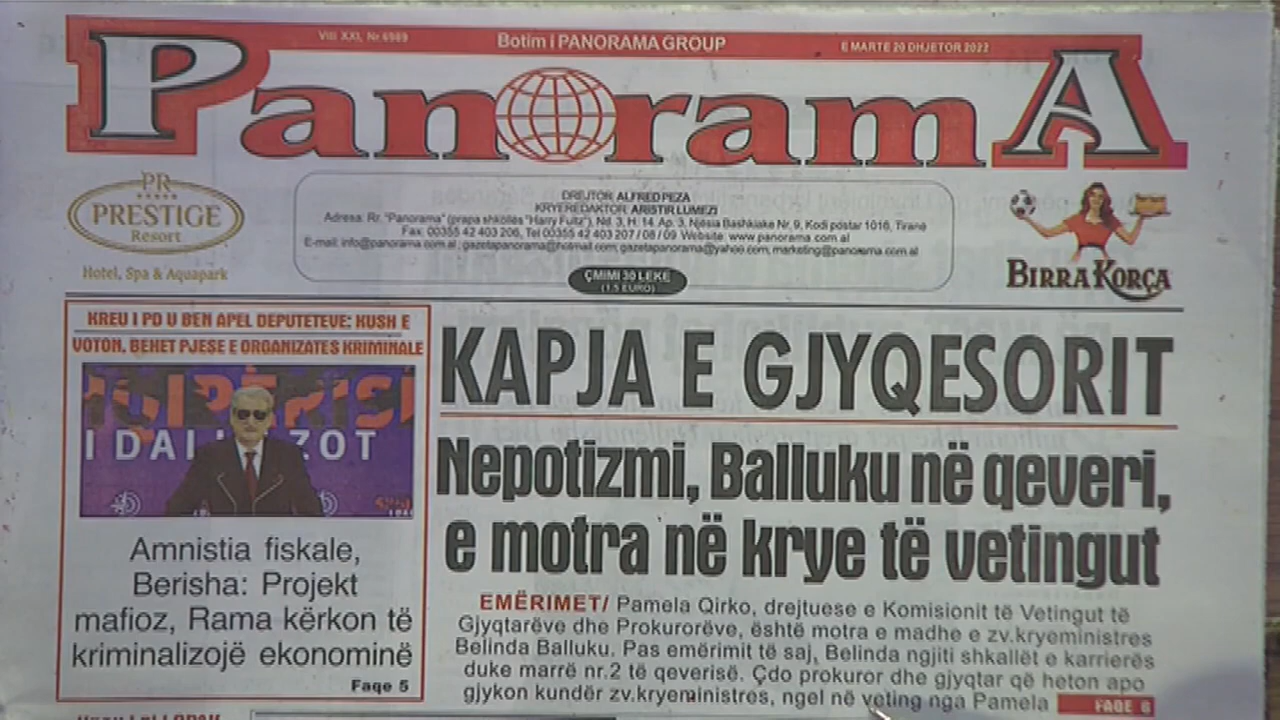 Viti XXI, Nr 6989
Botim i PANORAMA GROUP
E MARTE 20 DHJETOR 2022
PanoramA
PR
PRESTIGE
Resort
Hotel, Spa & Aquapark
DREJTOR: ALFRED PEZA
KRYEREDAKTOR: ARISTIR LUMEZI
Adresa: Rr. "Panorama" (prapa shkollës "Harry Fultz"), Nd. 3, H. 14, Ap. 3, Njësia Bashkiake Nr. 9, Kodi postar 1016, Tiranë
Fax: 00355 42 403 206, Tel 00355 42 403 207 / 08 / 09 Website: www.panorama.com.al
E-mail: info@panorama.com.al; gazetapanorama@hotmail.com; gazetapanorama@yahoo.com; marketing@panorama.com.al
ÇMIMI 30 LEKE
(1.5 EURO)
BIRRA KORÇA
KREU I PD U BEN APEL DEPUTETEVE: KUSH E
VOTON, BEHET PJESE E ORGANIZATES KRIMINALE
I DAL ZOT
Amnistia fiskale,
Berisha: Projekt
mafioz, Rama kërkon të
kriminalizojë ekonominë
Faqe 5
KAPJA E GJYQESORIT
Nepotizmi, Balluku në qeveri,
e motra në krye të vetingut
EMËRIMET/ Pamela Qirko, drejtuese e Komisionit të Vetingut të
Gjyqtarëve dhe Prokurorëve, është motra e madhe e zv.kryeministres
Belinda Balluku. Pas emërimit të saj, Belinda ngjiti shkallët e karrierës
duke marrë nr.2 të qeverisë. Çdo prokuror dhe gjyqtar që heton apo
gjykon kundër zv.kryeministres, ngel në veting nga Pamela FAQE 6